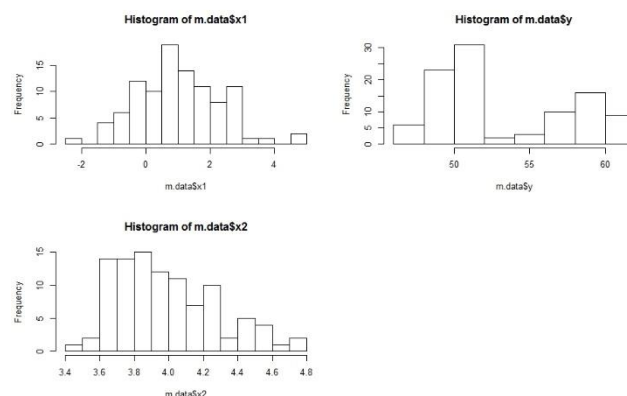 Histogram of m.data$x1
Frequency
0 5 10 15
-2 0 2 4
m.data$x1
Histogram of m.data$y
Frequency
0 5 10 20 30
50 55 60
m.data$y
Histogram of m.data$x2
Frequency
0 5 10 15
3.4 3.6 3.8 4.0 4.2 4.4 4.6 4.8
m.data$x2